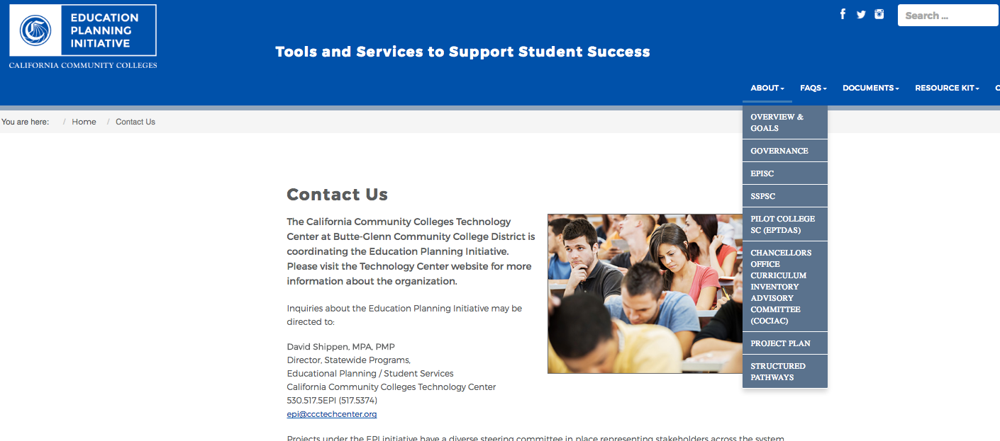 EDUCATION
PLANNING
INITIATIVE
CALIFORNIA COMMUNITY COLLEGES
Tools and Services to Support Student Success
Search ...
ABOUT FAQS DOCUMENTS RESOURCE KIT
You are here: / Home / Contact Us
OVERVIEW &
GOALS
GOVERNANCE
EPISC
SSPSC
PILOT COLLEGE
SC (EPTDAS)
CHANCELLORS
OFFICE
CURRICULUM
INVENTORY
ADVISORY
COMMITTEE
(COCIAC)
PROJECT PLAN
STRUCTURED
PATHWAYS
Contact Us
The California Community Colleges Technology
Center at Butte-Glenn Community College District is
coordinating the Education Planning Initiative.
Please visit the Technology Center website for more
information about the organization.
Inquiries about the Education Planning Initiative may be
directed to:
David Shippen, MPA, PMP
Director, Statewide Programs,
Educational Planning / Student Services
California Community Colleges Technology Center
530.517.5EPI (517.5374)
epi@ccctechcenter.org
Projects under the EPI initiative have a diverse steering committee in place representing stakeholders across the system